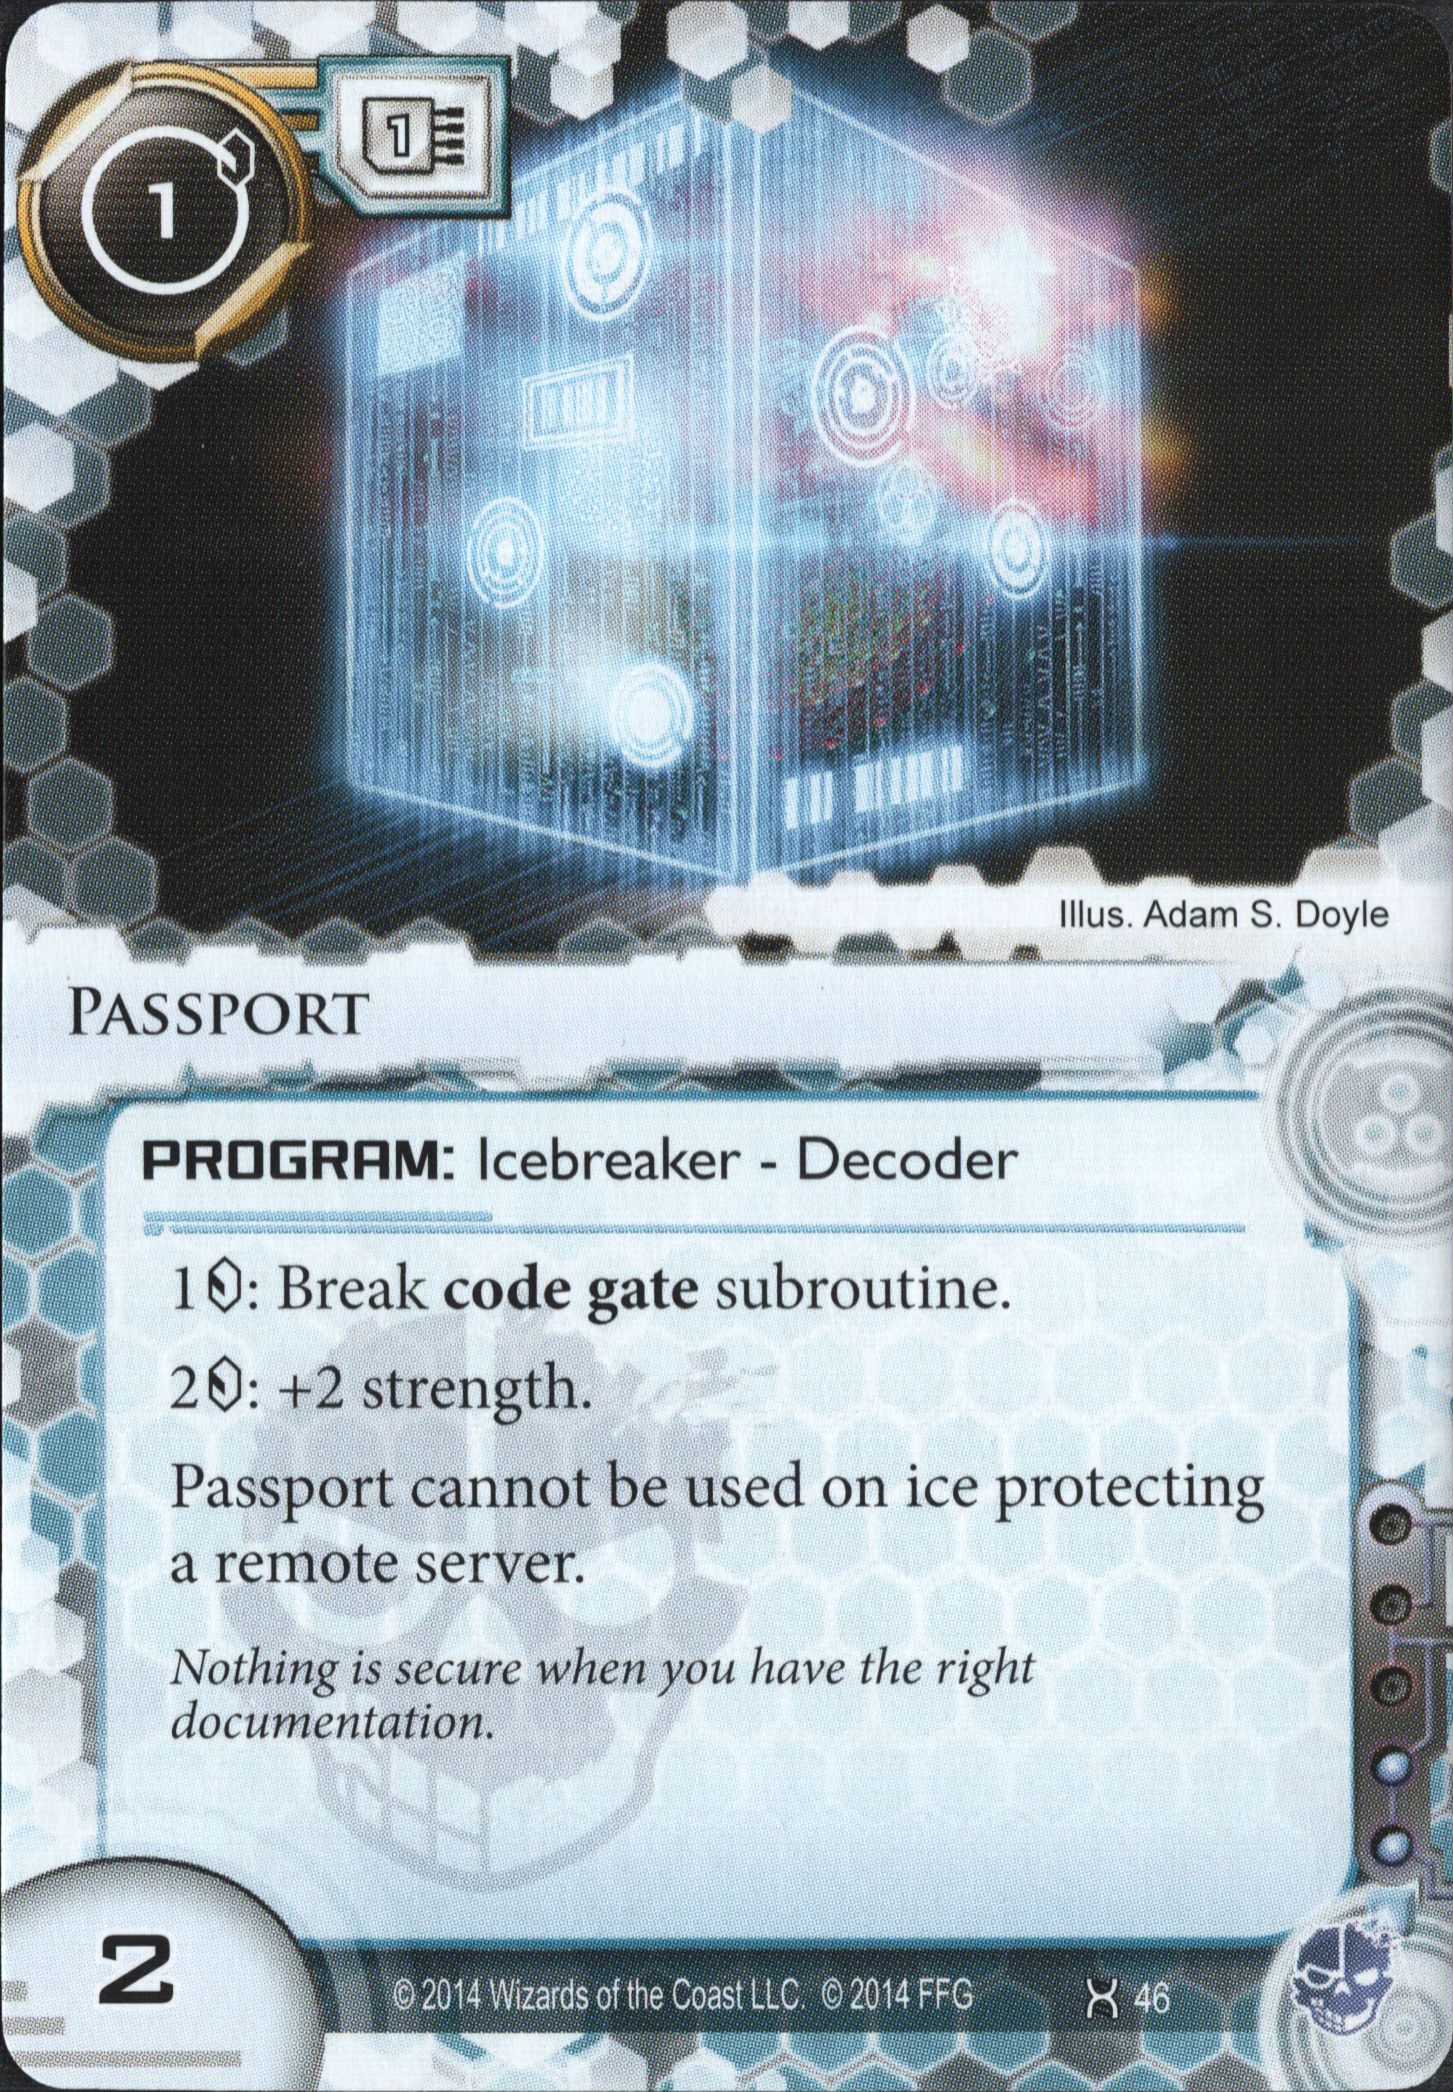 1
1
Illus. Adam S. Doyle
PASSPORT
PROGRAM: Icebreaker - Decoder
1: Break code gate subroutine.
2: +2 strength.
Passport cannot be used on ice protecting
a remote server.
Nothing is secure when you have the right
documentation.
2
© 2014 Wizards of the Coast LLC. © 2014 FFG
46